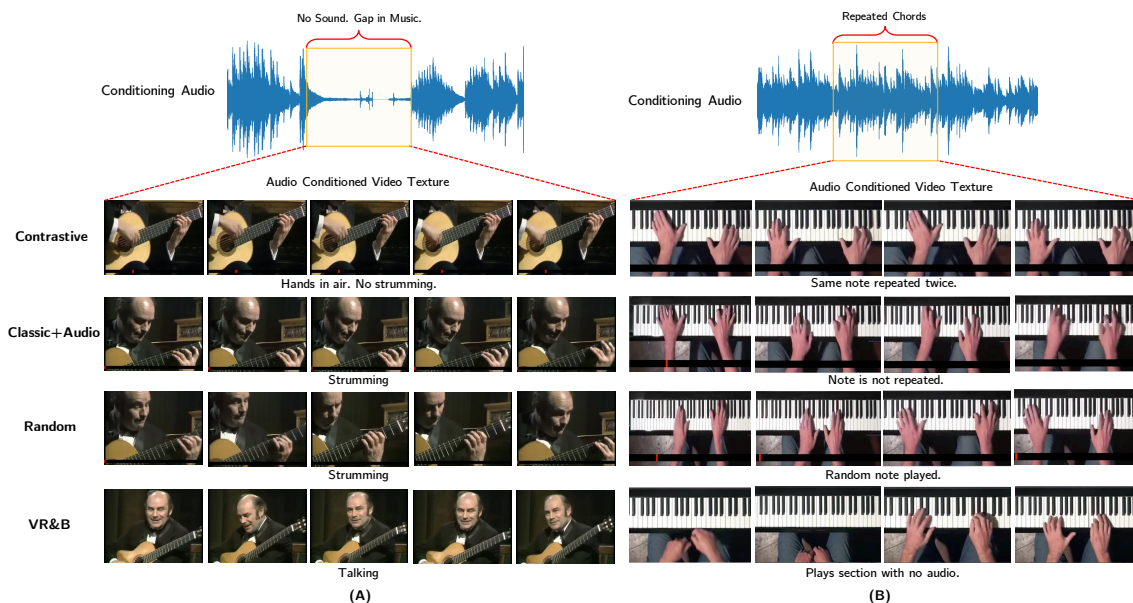 No Sound. Gap in Music.
Conditioning Audio
Audio Conditioned Video Texture
Contrastive
Hands in air. No strumming.
Classic+Audio
Strumming
Random
Strumming
VR&B
Talking
(A)
Repeated Chords
Conditioning Audio
Audio Conditioned Video Texture
Same note repeated twice.
Note is not repeated.
Random note played.
Plays section with no audio.
(B)